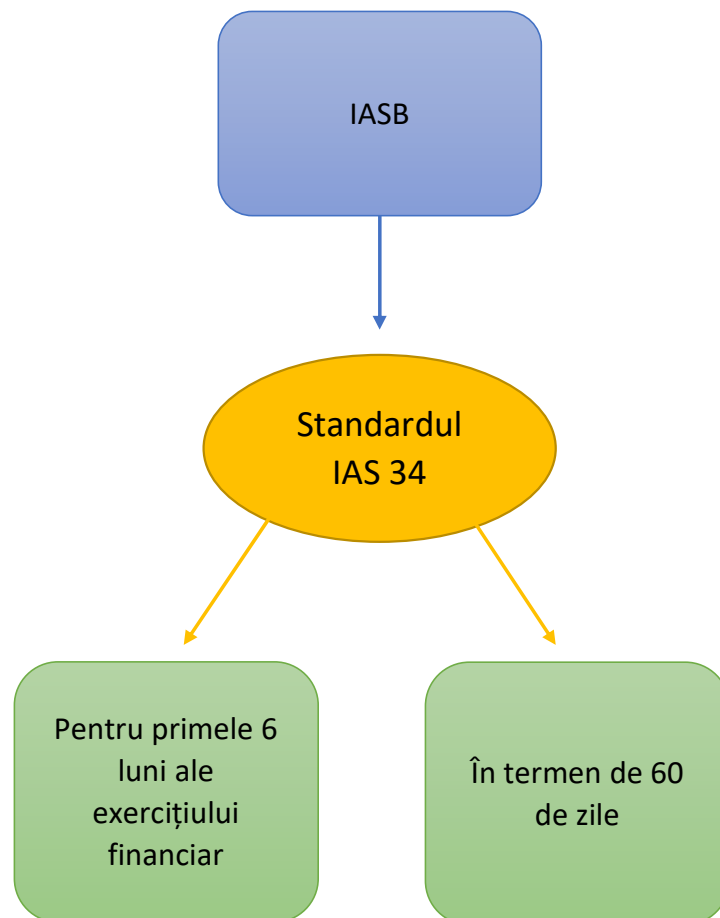 IASB
Standardul
IAS 34
Pentru primele 6
luni ale
exercițiului
financiar
În termen de 60
de zile